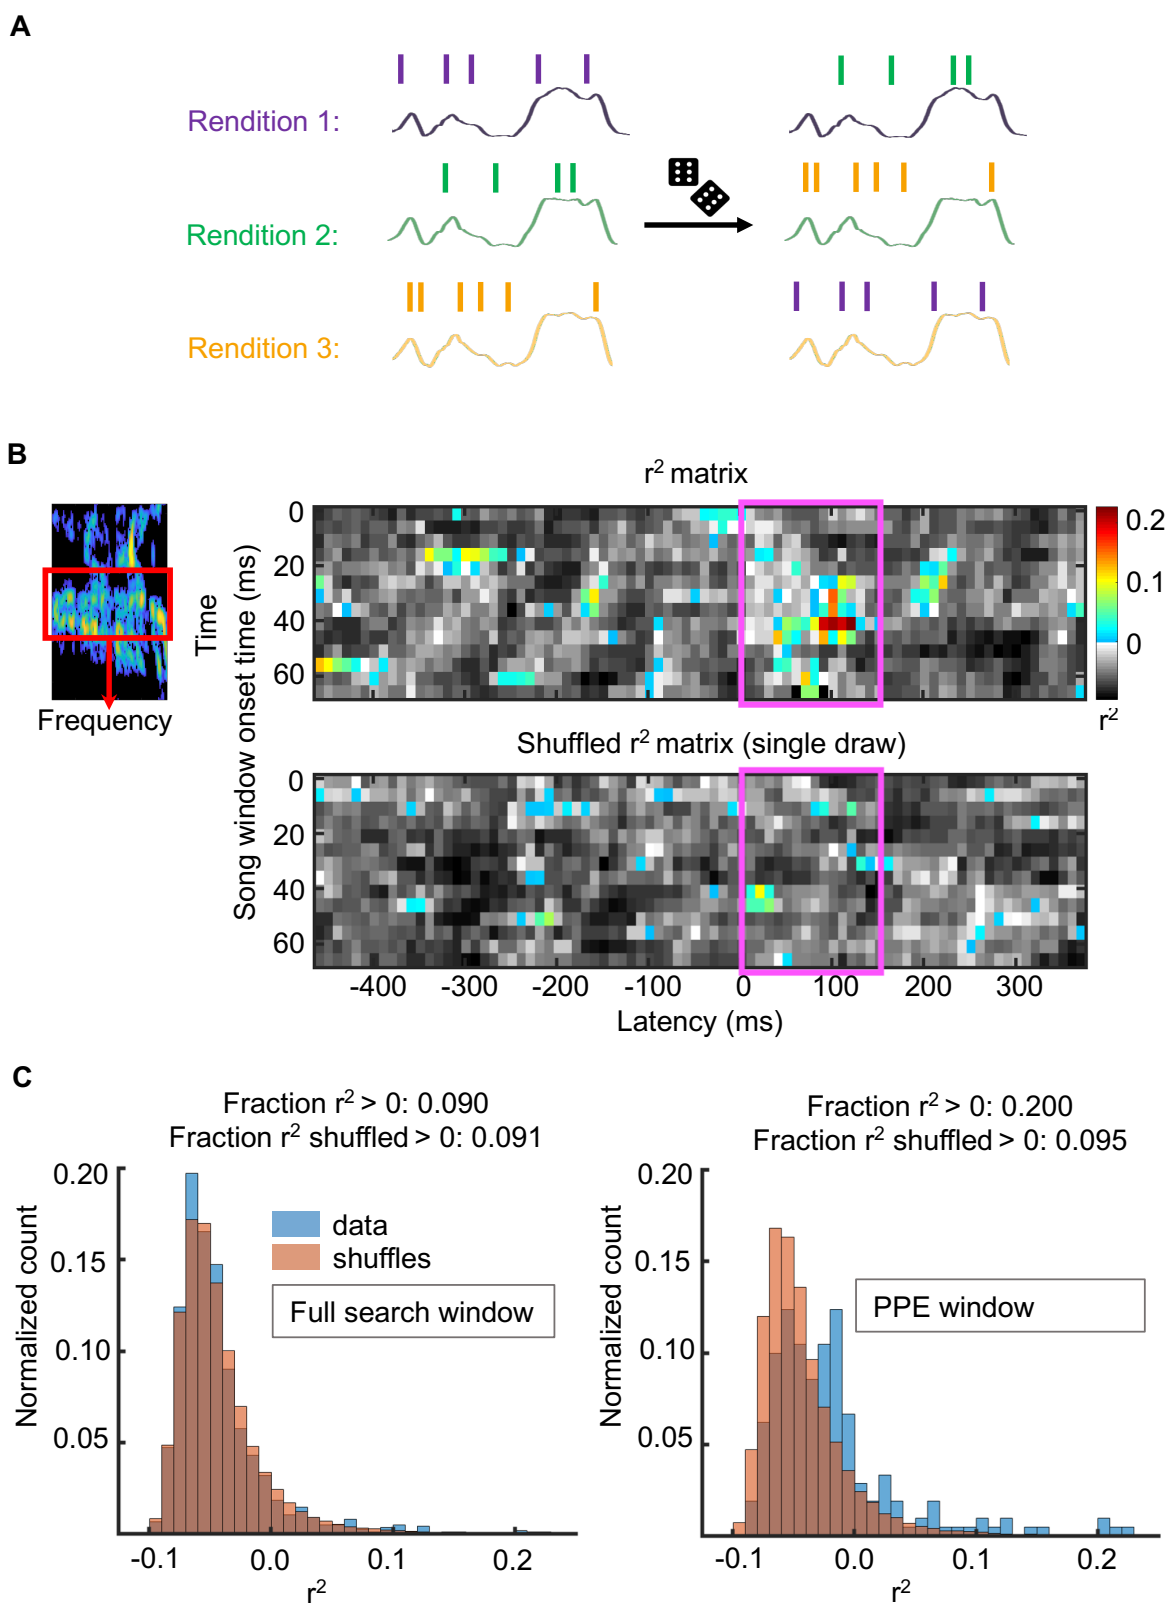 A
Rendition 1:
Rendition 2:
Rendition 3:
B
r² matrix
Time
Frequency
Song window onset time (ms)
0
20
40
60
0.2
0.1
0
r²
Shuffled r² matrix (single draw)
0
20
40
60
-400 -300 -200 -100 0 100 200 300
Latency (ms)
C
Fraction r² > 0: 0.090
Fraction r² shuffled > 0: 0.091
0.20
0.15
0.10
0.05
Normalized count
data
shuffles
Full search window
-0.1 0.0 0.1 0.2
r²
Fraction r² > 0: 0.200
Fraction r² shuffled > 0: 0.095
0.20
0.15
0.10
0.05
Normalized count
PPE window
-0.1 0.0 0.1 0.2
r²